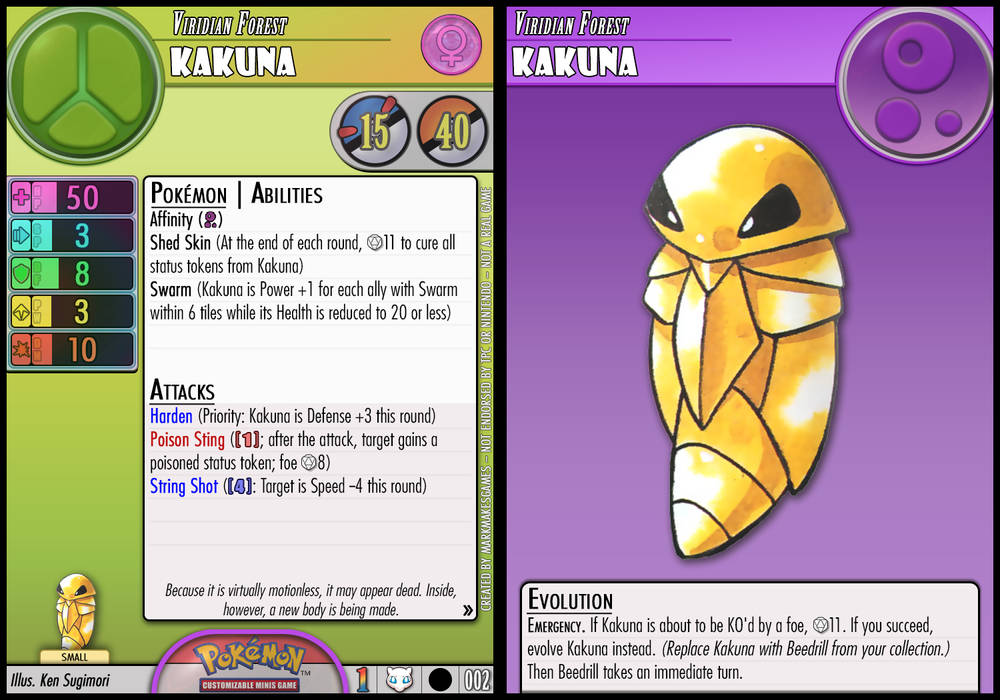 Viridian Forest
KAKUNA
15
40
50
3
8
3
10
Pokémon | Abilities
Affinity ( )
Shed Skin (At the end of each round, 11 to cure all
status tokens from Kakuna)
Swarm (Kakuna is Power +1 for each ally with Swarm
within 6 tiles while its Health is reduced to 20 or less)
Attacks
Harden (Priority: Kakuna is Defense +3 this round)
Poison Sting ([1]; after the attack, target gains a
poisoned status token; foe 8)
String Shot ([4]: Target is Speed -4 this round)
Because it is virtually motionless, it may appear dead. Inside,
however, a new body is being made. »
CREATED BY MARKMAKESGAMES – NOT ENDORSED BY TPC OR NINTENDO – NOT A REAL GAME
SMALL
Illus. Ken Sugimori
POKéMON™
CUSTOMIZABLE MINIS GAME
1
002
Viridian Forest
KAKUNA
Evolution
Emergency. If Kakuna is about to be KO'd by a foe, 11. If you succeed,
evolve Kakuna instead. (Replace Kakuna with Beedrill from your collection.)
Then Beedrill takes an immediate turn.